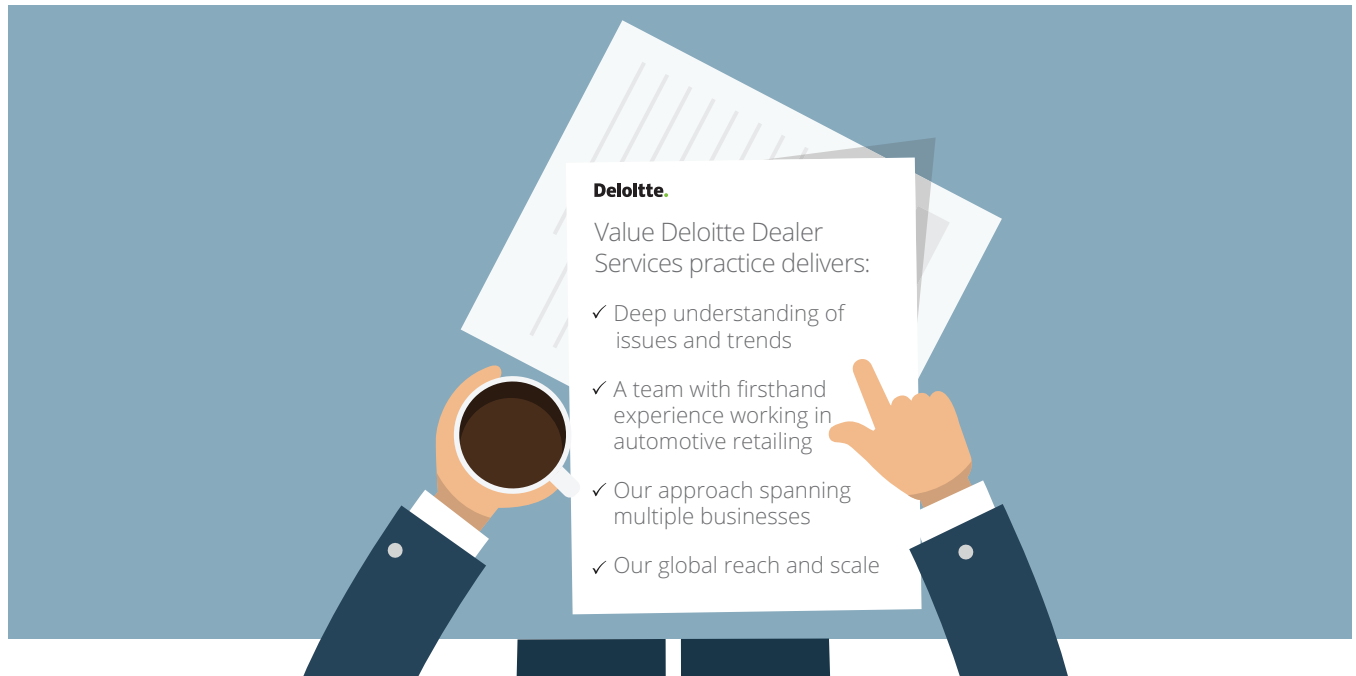 Deloitte.
Value Deloitte Dealer
Services practice delivers:
✓ Deep understanding of
issues and trends
✓ A team with firsthand
experience working in
automotive retailing
✓ Our approach spanning
multiple businesses
✓ Our global reach and scale